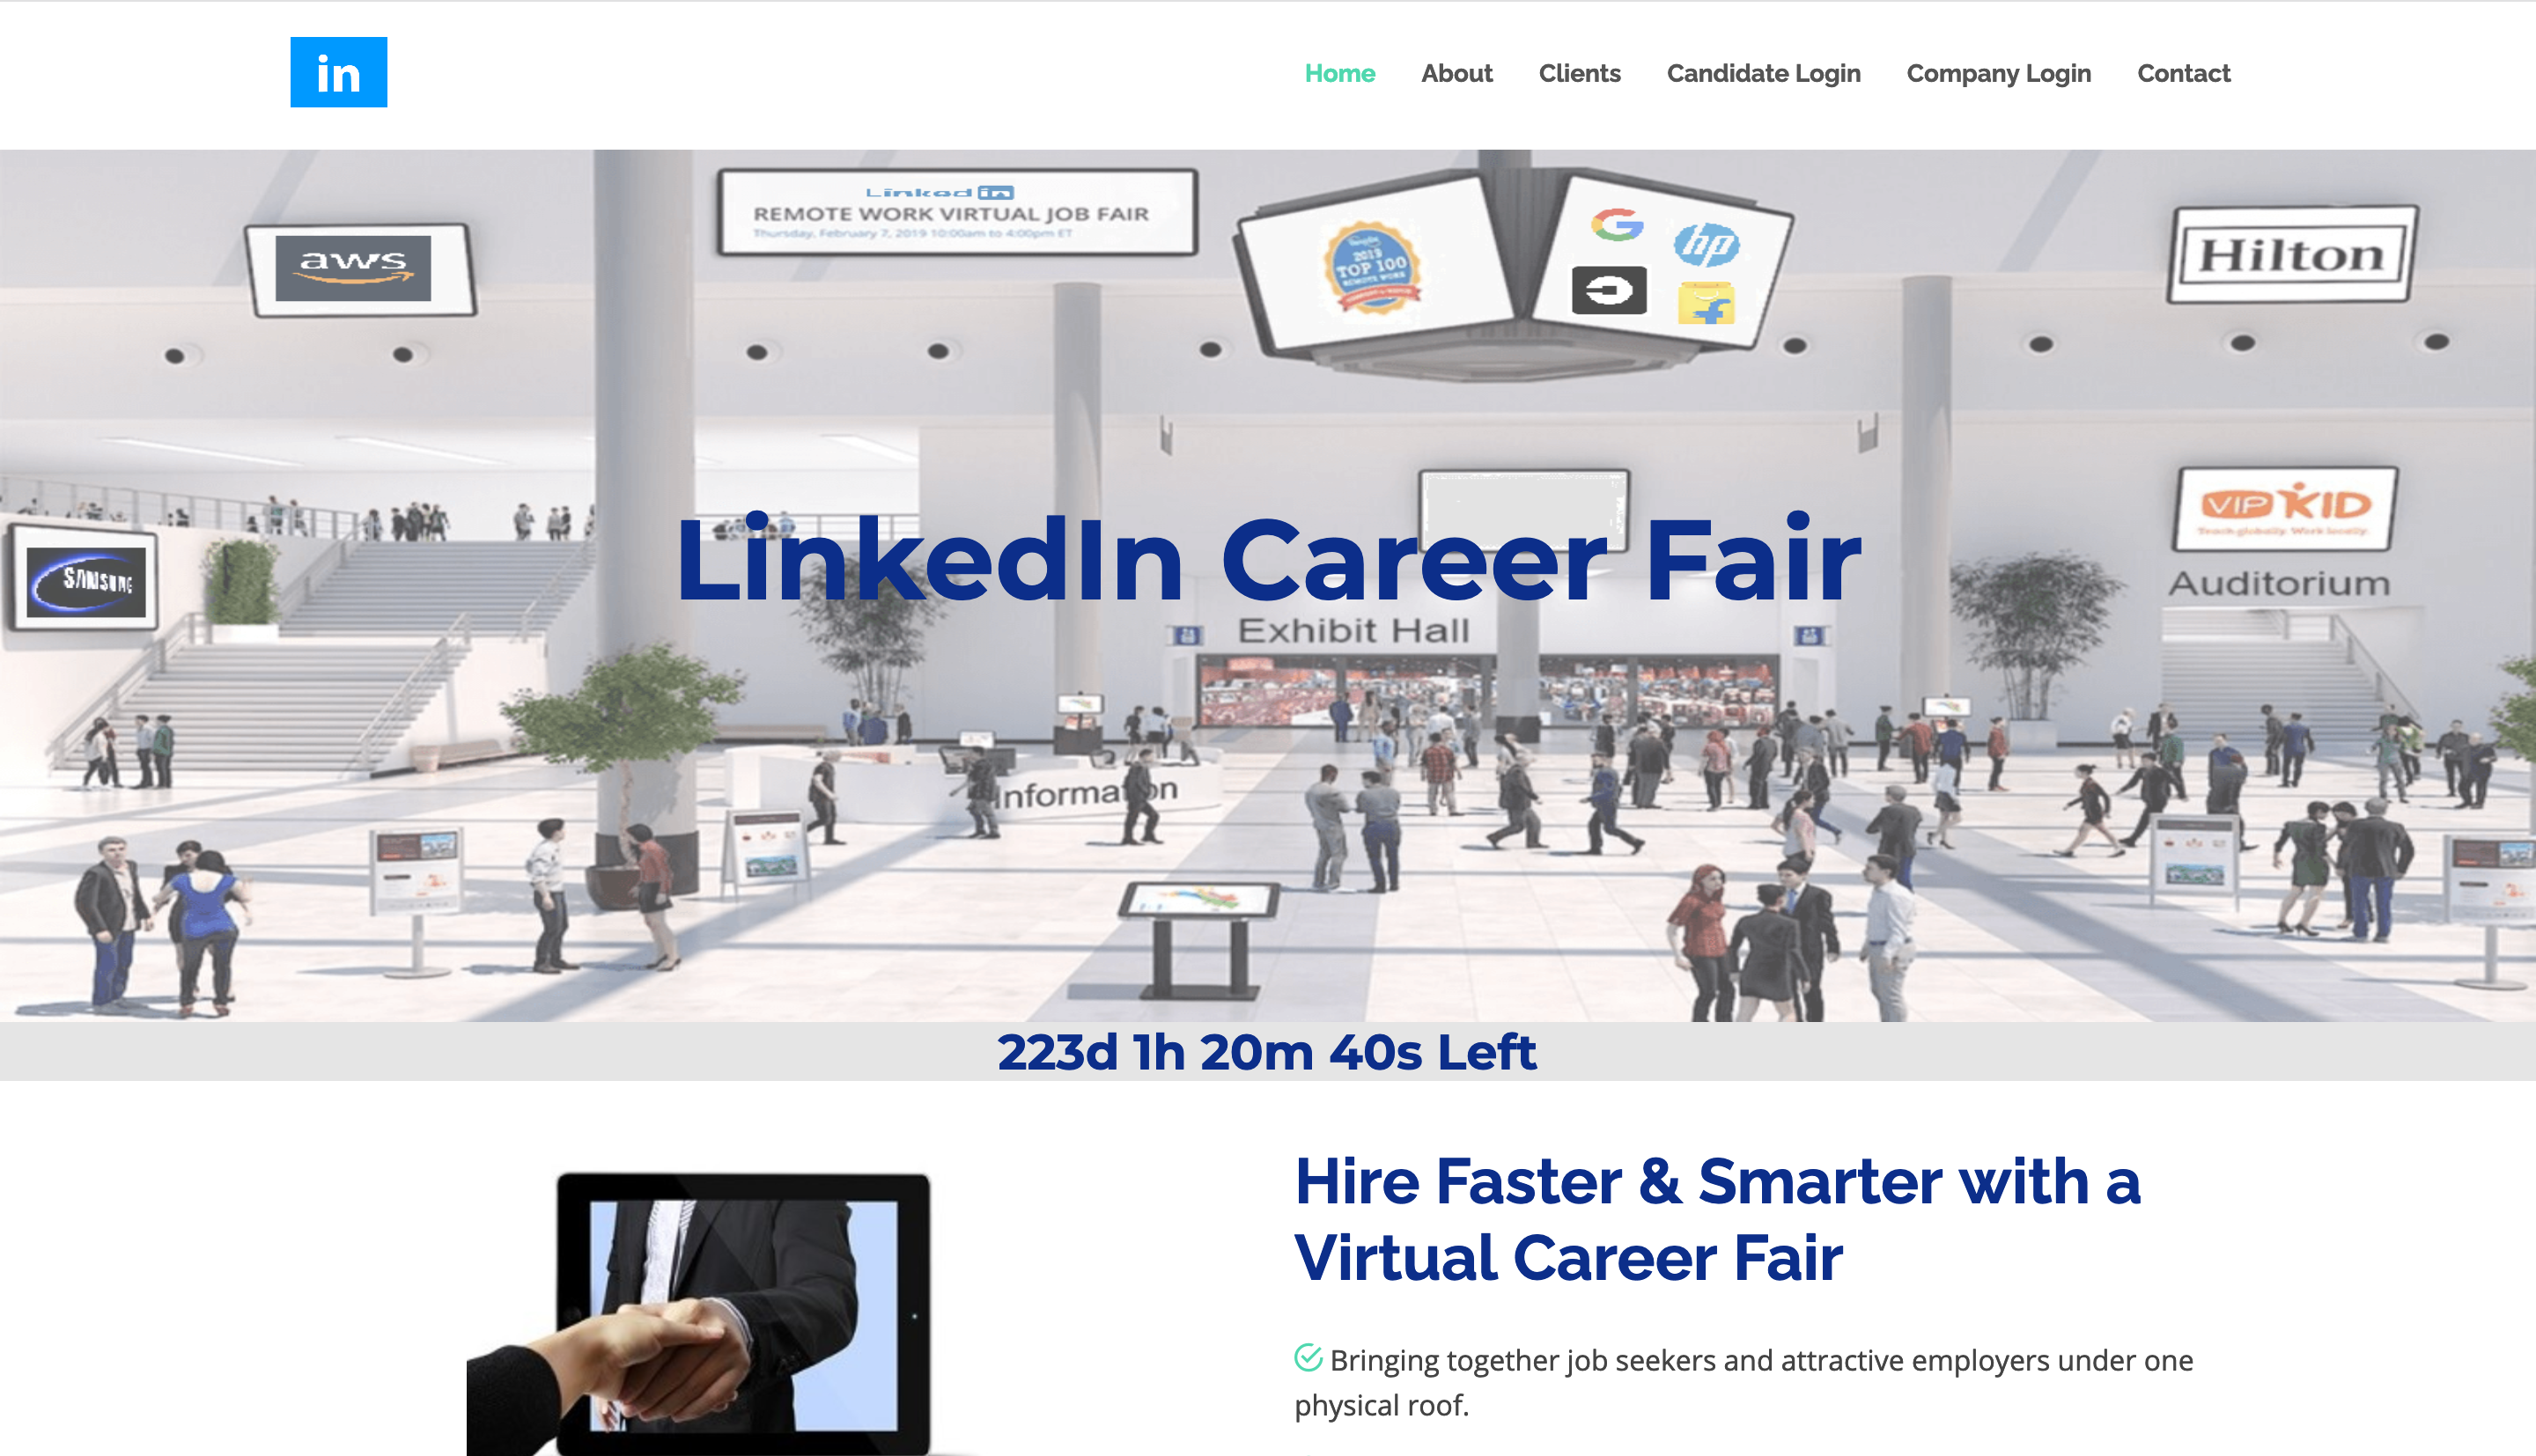 in
Home About Clients Candidate Login Company Login Contact
Linked in
REMOTE WORK VIRTUAL JOB FAIR
Thursday, February 7, 2019 10:00am to 4:00pm ET
aws
2019
TOP 100
REMOTE WORK
G
hp
Hilton
SAMSUNG
VIPKID
Teach globally. Work locally.
LinkedIn Career Fair
Auditorium
Exhibit Hall
Information
223d 1h 20m 40s Left
Hire Faster & Smarter with a
Virtual Career Fair
Bringing together job seekers and attractive employers under one
physical roof.